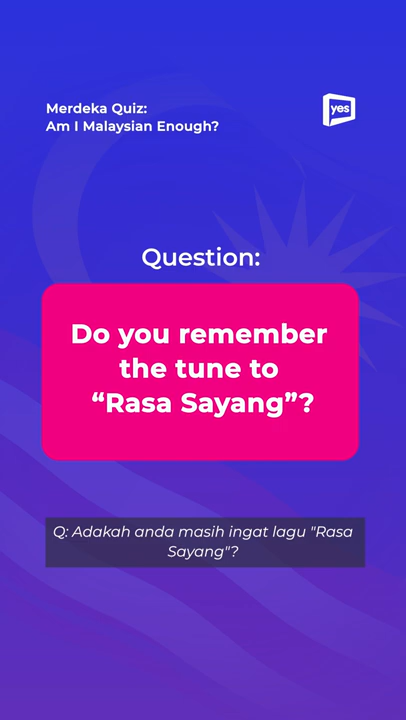 Merdeka Quiz:
Am I Malaysian Enough?
yes
Question:
Do you remember
the tune to
“Rasa Sayang”?
Q: Adakah anda masih ingat lagu "Rasa
Sayang"?